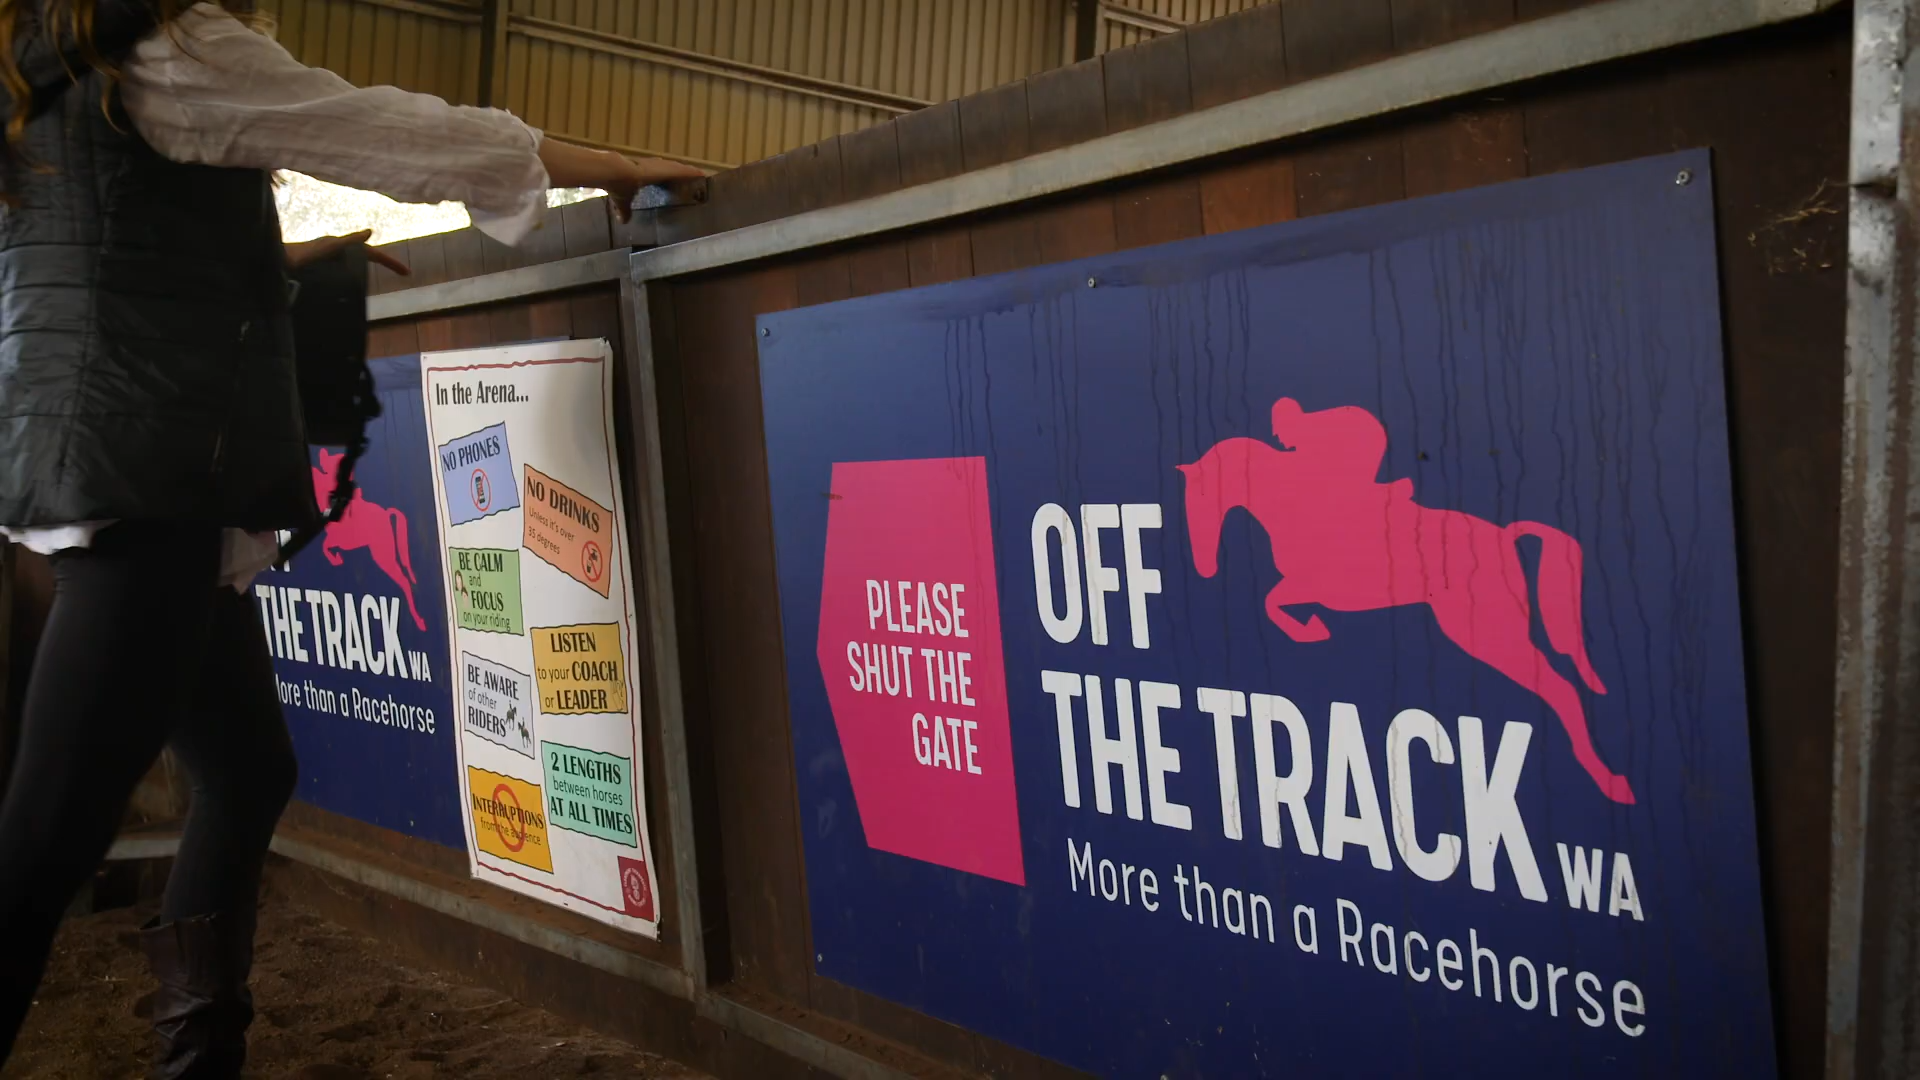 THE TRACK WA
More than a Racehorse
In the Arena...
NO PHONES
NO DRINKS
Unless it's over
35 degrees
BE CALM
and
FOCUS
on your riding
LISTEN
to your COACH
or LEADER
BE AWARE
of other
RIDERS
2 LENGTHS
between horses
AT ALL TIMES
INTERRUPTIONS
from the audience
PLEASE
SHUT THE
GATE
OFF
THE TRACK WA
More than a Racehorse